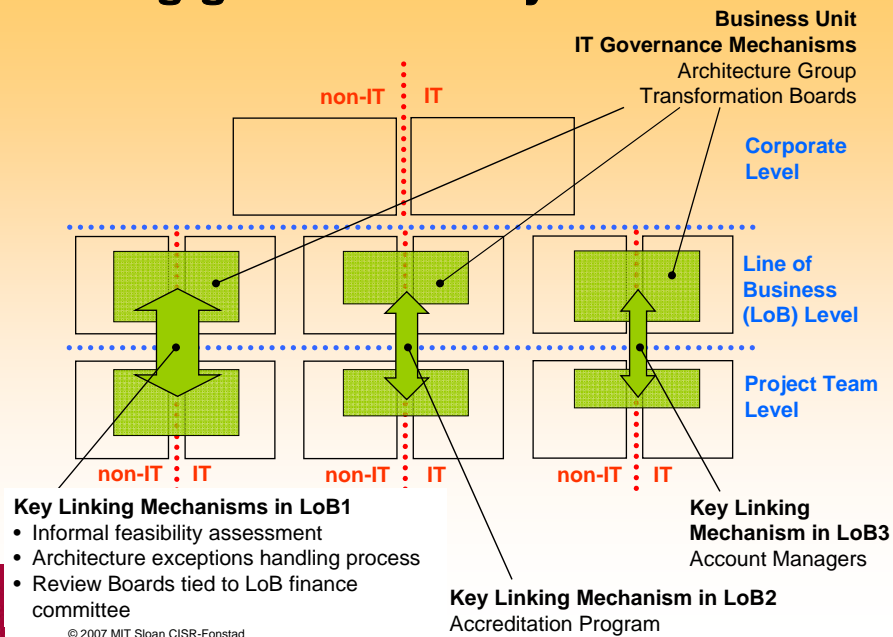 Business Unit
IT Governance Mechanisms
Architecture Group
Transformation Boards
non-IT IT
Corporate
Level
Line of
Business
(LoB) Level
Project Team
Level
non-IT IT
non-IT IT
non-IT IT
Key Linking Mechanisms in LoB1
• Informal feasibility assessment
• Architecture exceptions handling process
• Review Boards tied to LoB finance
committee
Key Linking
Mechanism in LoB3
Account Managers
Key Linking Mechanism in LoB2
Accreditation Program
© 2007 MIT Sloan CISR-Fonstad